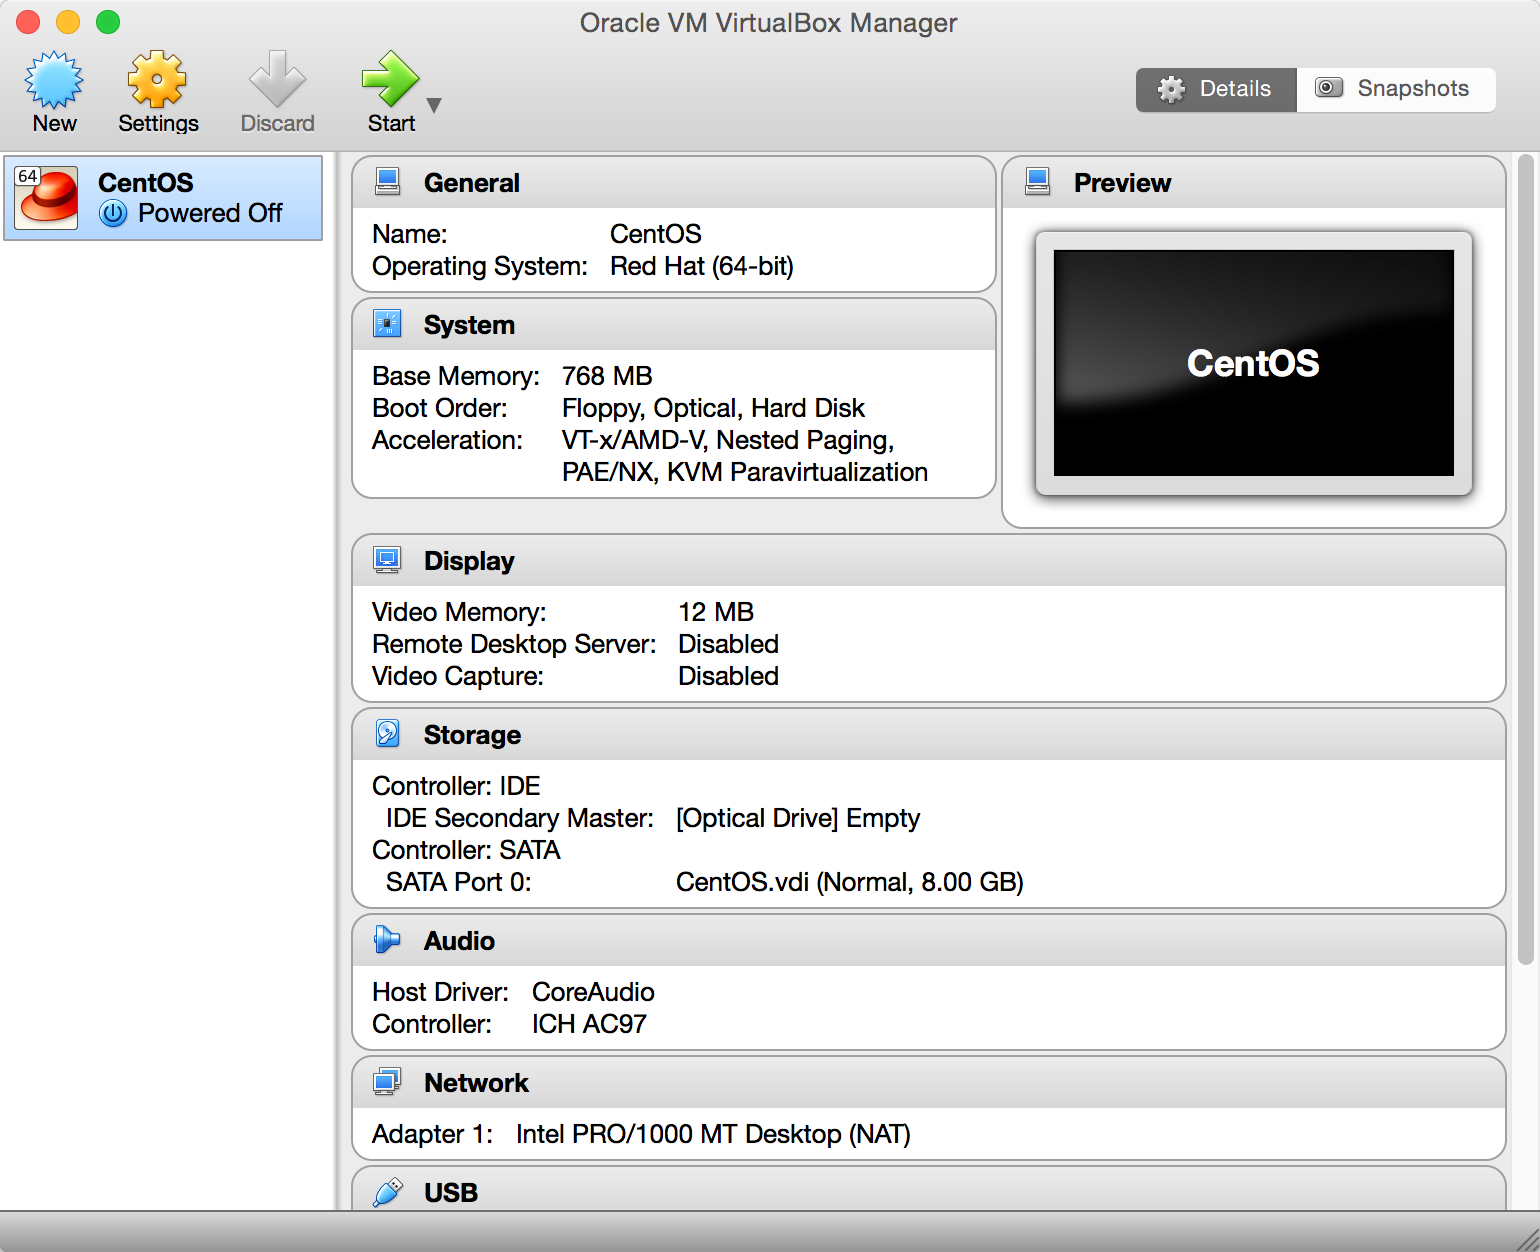 Oracle VM VirtualBox Manager
New
Settings
Discard
Start
Details
Snapshots
64
CentOS
Powered Off
General
Name: CentOS
Operating System: Red Hat (64-bit)
System
Base Memory: 768 MB
Boot Order: Floppy, Optical, Hard Disk
Acceleration: VT-x/AMD-V, Nested Paging,
PAE/NX, KVM Paravirtualization
Preview
CentOS
Display
Video Memory: 12 MB
Remote Desktop Server: Disabled
Video Capture: Disabled
Storage
Controller: IDE
IDE Secondary Master: [Optical Drive] Empty
Controller: SATA
SATA Port 0: CentOS.vdi (Normal, 8.00 GB)
Audio
Host Driver: CoreAudio
Controller: ICH AC97
Network
Adapter 1: Intel PRO/1000 MT Desktop (NAT)
USB